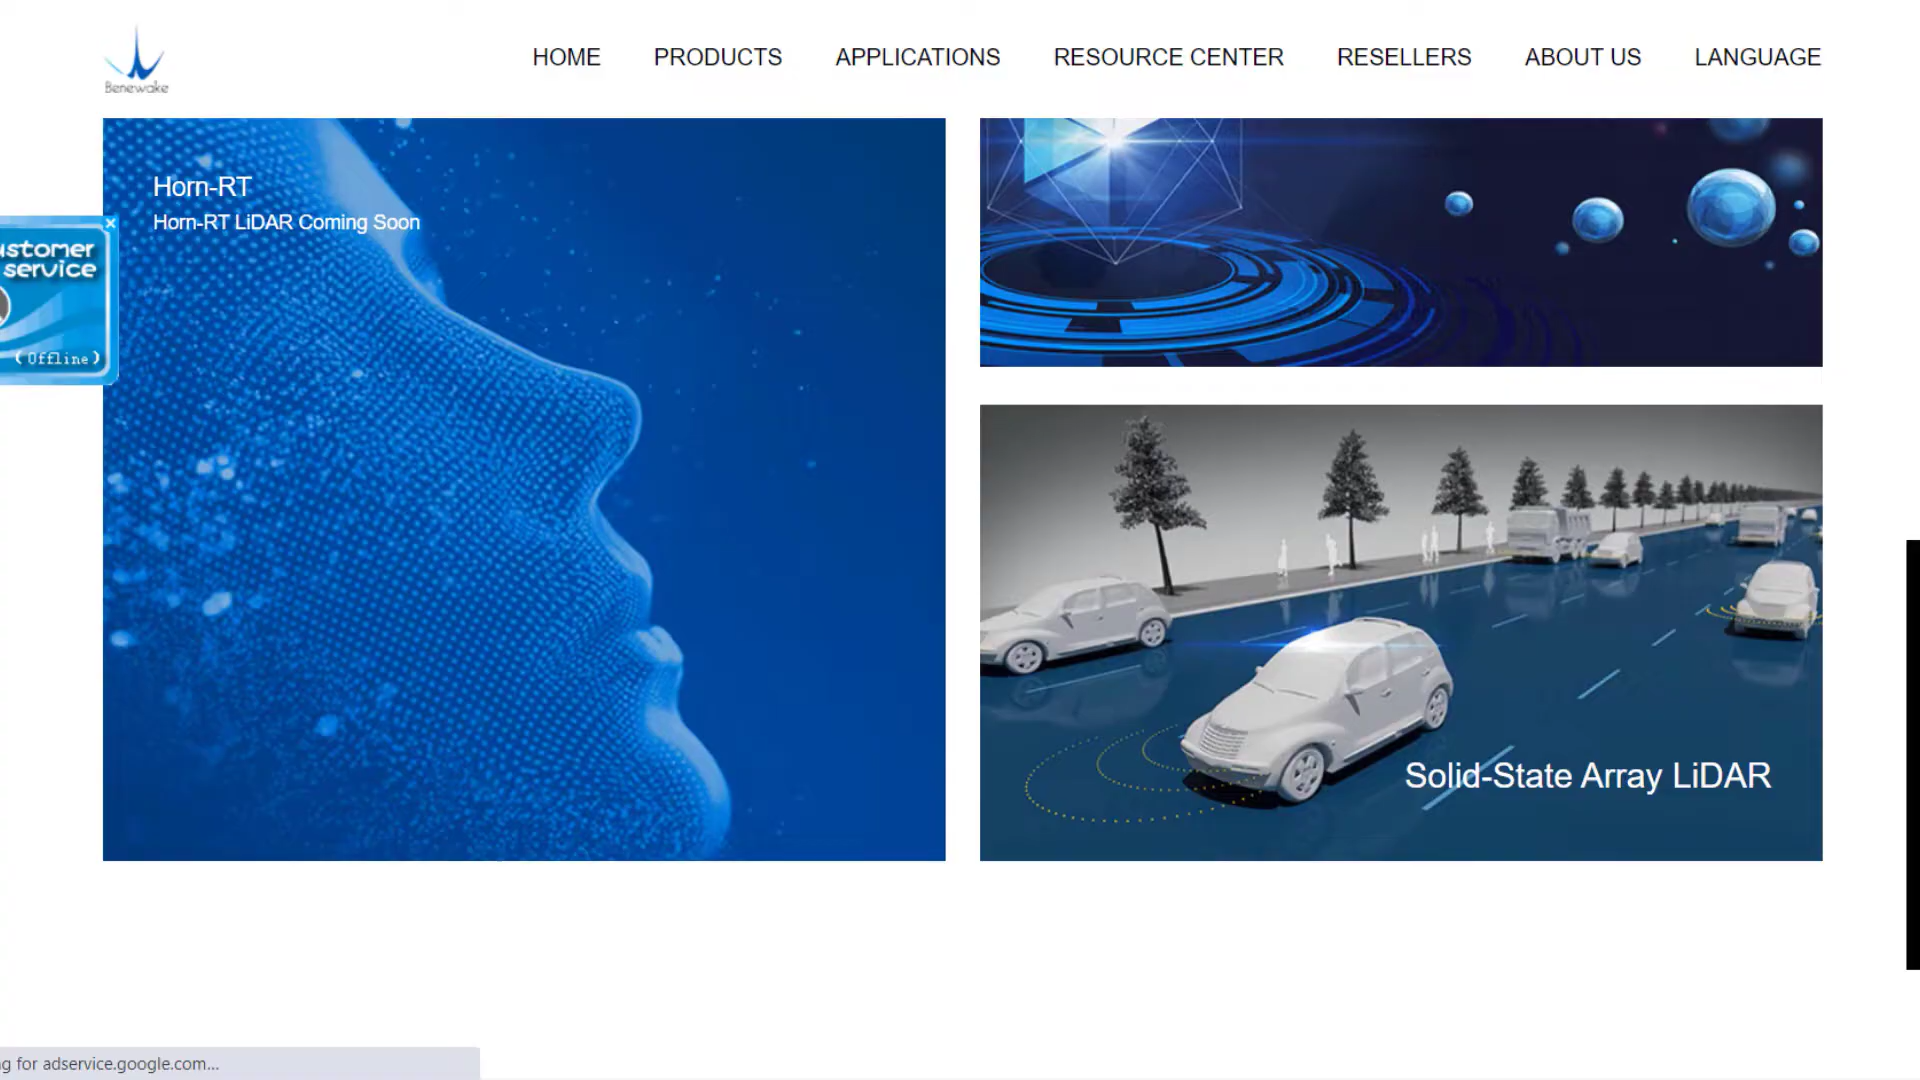 Benewake
HOME PRODUCTS APPLICATIONS RESOURCE CENTER RESELLERS ABOUT US LANGUAGE
Horn-RT
Horn-RT LiDAR Coming Soon
ustomer
service
(Offline)
Solid-State Array LiDAR
g for adservice.google.com...